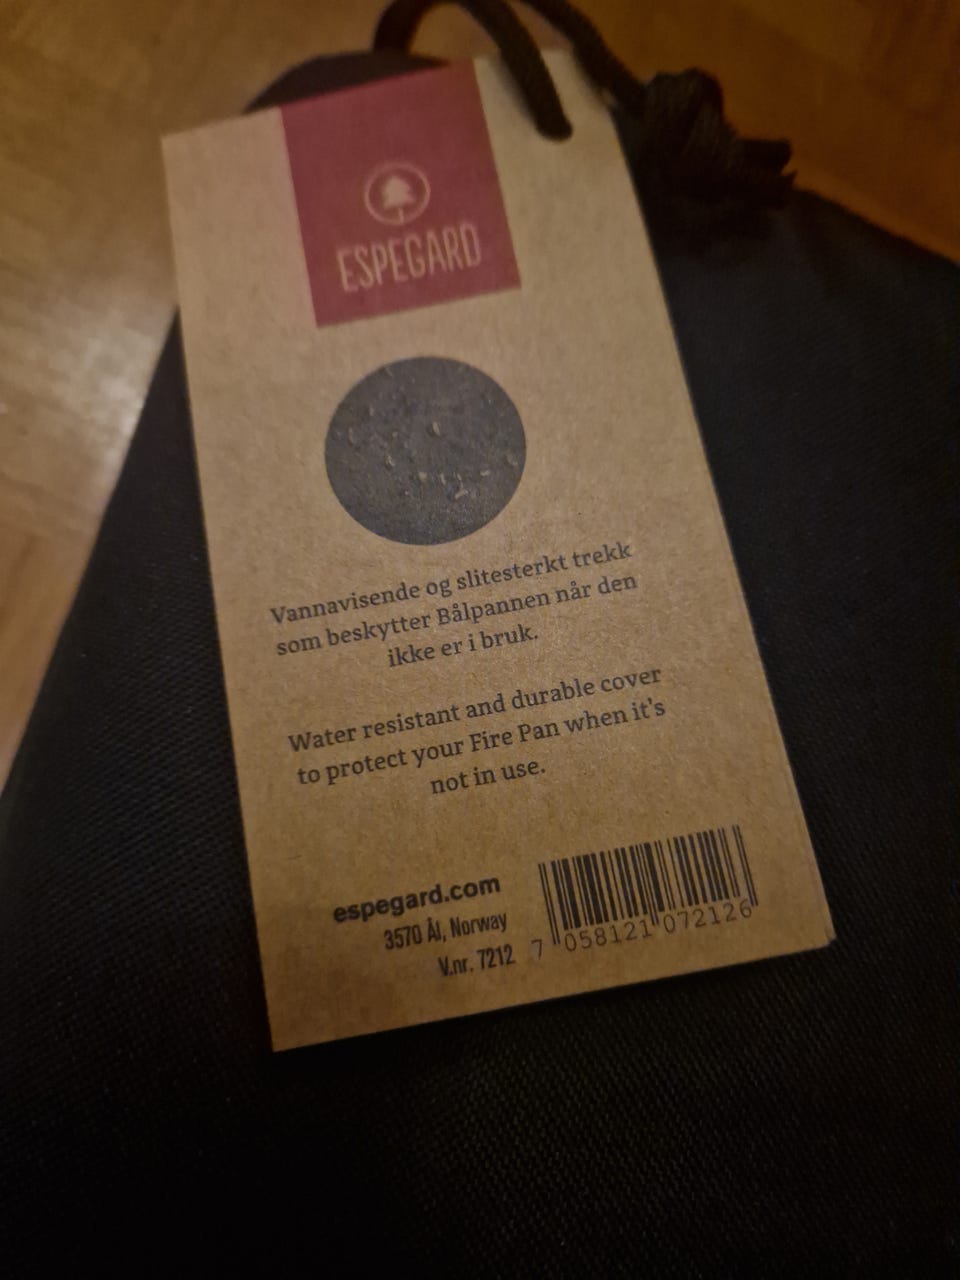 ESPEGARD
Vannavisende og slitesterkt trekk
som beskytter Bålpannen når den
ikke er i bruk.
Water resistant and durable cover
to protect your Fire Pan when it's
not in use.
espegard.com
3570 Ål, Norway
V.nr. 7212
7 058121 072126